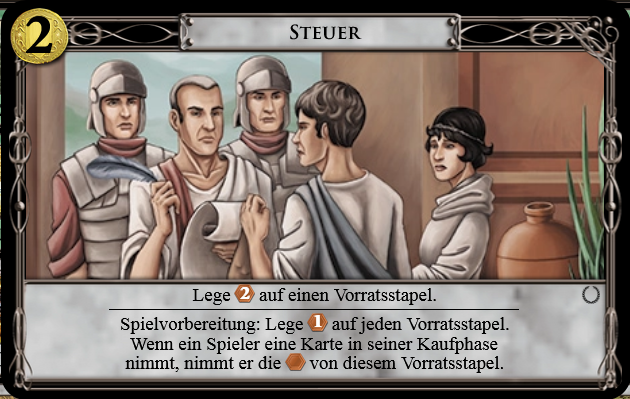 2
STEUER
Lege 2 auf einen Vorratsstapel.
Spielvorbereitung: Lege 1 auf jeden Vorratsstapel.
Wenn ein Spieler eine Karte in seiner Kaufphase
nimmt, nimmt er die von diesem Vorratsstapel.